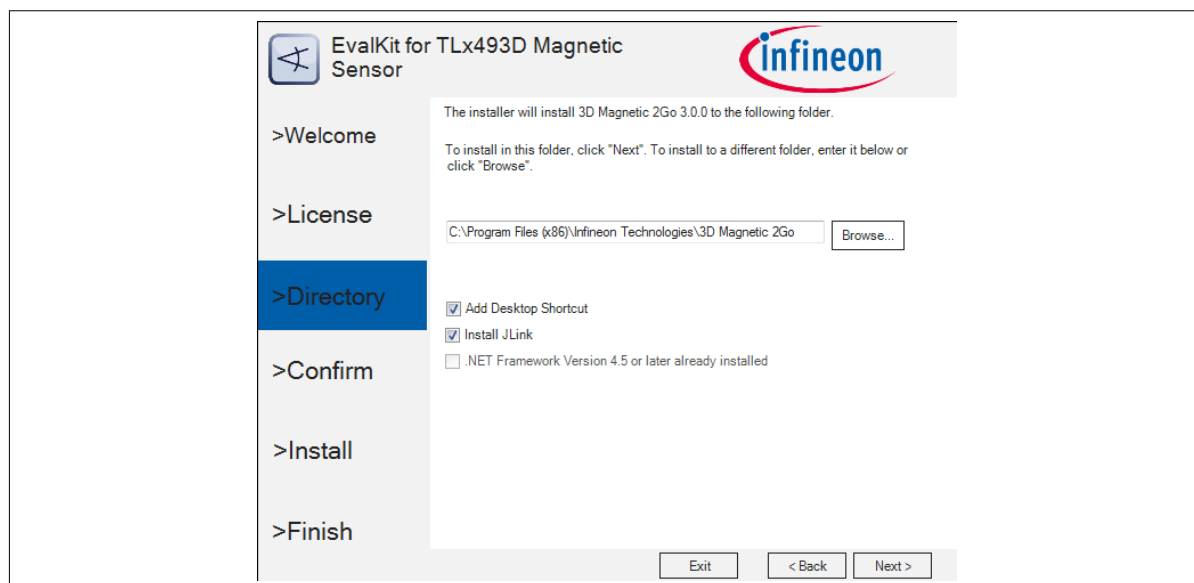 EvalKit for TLx493D Magnetic
Sensor
infineon
>Welcome
>License
>Directory
>Confirm
>Install
>Finish
The installer will install 3D Magnetic 2Go 3.0.0 to the following folder.
To install in this folder, click "Next". To install to a different folder, enter it below or
click "Browse".
C:\Program Files (x86)\Infineon Technologies\3D Magnetic 2Go
Browse...
Add Desktop Shortcut
Install JLink
.NET Framework Version 4.5 or later already installed
Exit
< Back
Next >